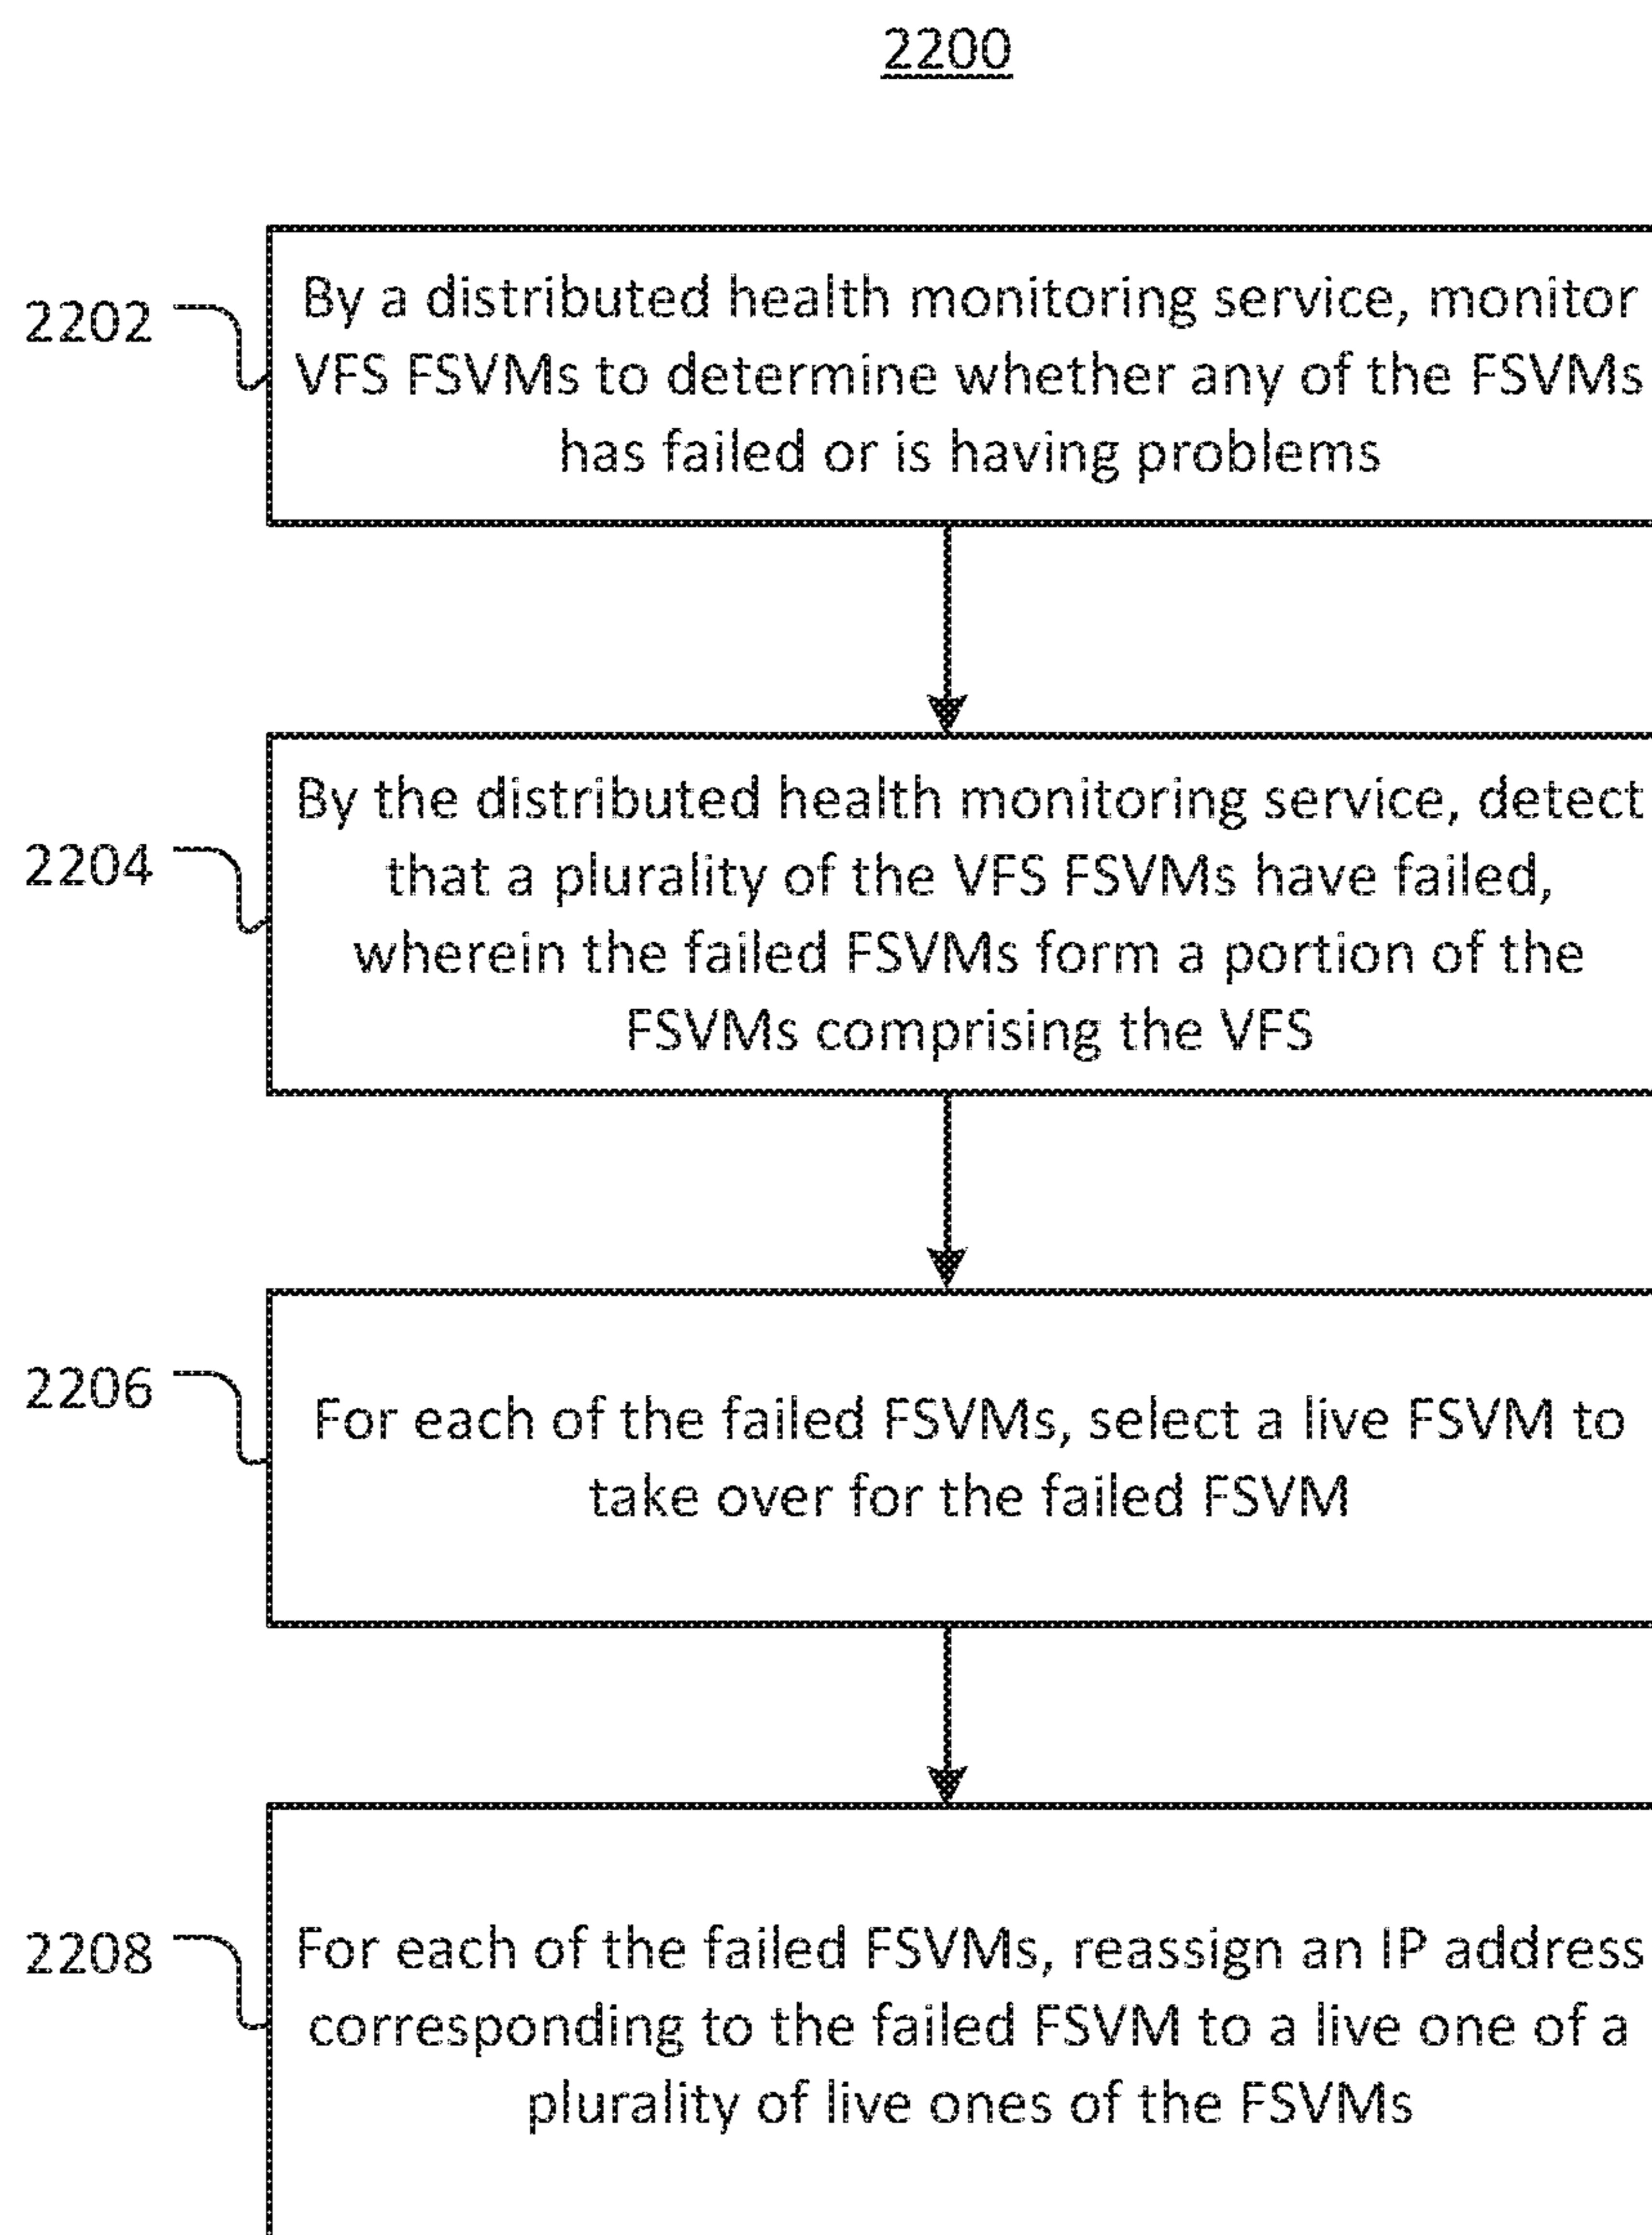 2200
2202
By a distributed health monitoring service, monitor
VFS FSVMs to determine whether any of the FSVMs
has failed or is having problems
2204
By the distributed health monitoring service, detect
that a plurality of the VFS FSVMs have failed,
wherein the failed FSVMs form a portion of the
FSVMs comprising the VFS
2206
For each of the failed FSVMs, select a live FSVM to
take over for the failed FSVM
2208
For each of the failed FSVMs, reassign an IP address
corresponding to the failed FSVM to a live one of a
plurality of live ones of the FSVMs